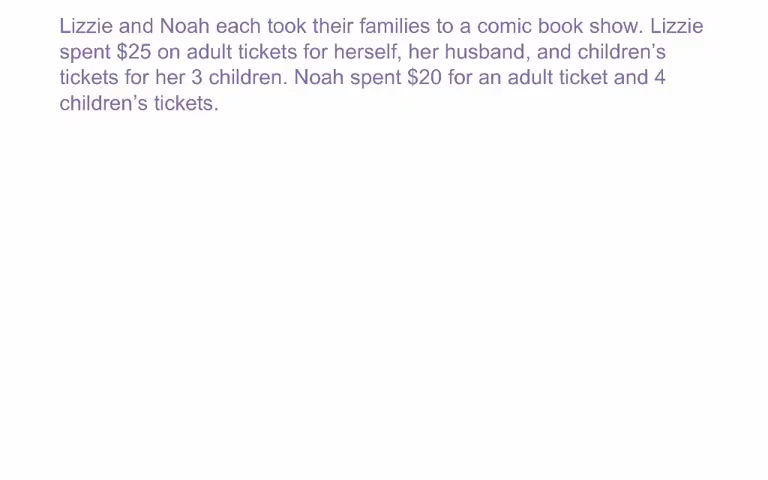 Lizzie and Noah each took their families to a comic book show. Lizzie
spent $25 on adult tickets for herself, her husband, and children’s
tickets for her 3 children. Noah spent $20 for an adult ticket and 4
children’s tickets.